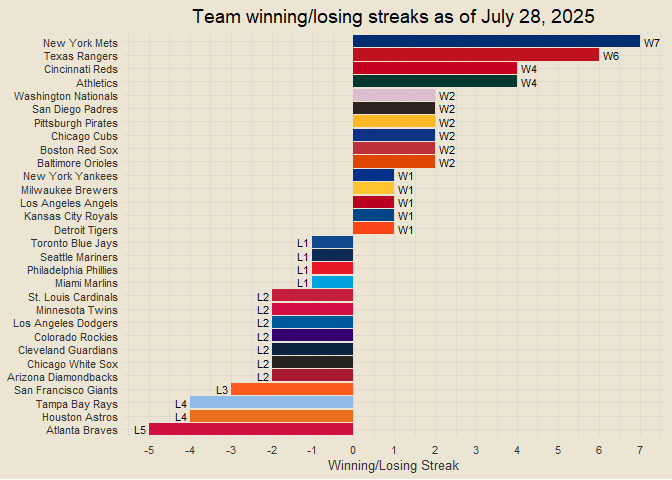 Team winning/losing streaks as of July 28, 2025
New York Mets W7
Texas Rangers W6
Cincinnati Reds W4
Athletics W4
Washington Nationals W2
San Diego Padres W2
Pittsburgh Pirates W2
Chicago Cubs W2
Boston Red Sox W2
Baltimore Orioles W2
New York Yankees W1
Milwaukee Brewers W1
Los Angeles Angels W1
Kansas City Royals W1
Detroit Tigers W1
Toronto Blue Jays L1
Seattle Mariners L1
Philadelphia Phillies L1
Miami Marlins L1
St. Louis Cardinals L2
Minnesota Twins L2
Los Angeles Dodgers L2
Colorado Rockies L2
Cleveland Guardians L2
Chicago White Sox L2
Arizona Diamondbacks L2
San Francisco Giants L3
Tampa Bay Rays L4
Houston Astros L4
Atlanta Braves L5
-5 -4 -3 -2 -1 0 1 2 3 4 5 6 7
Winning/Losing Streak